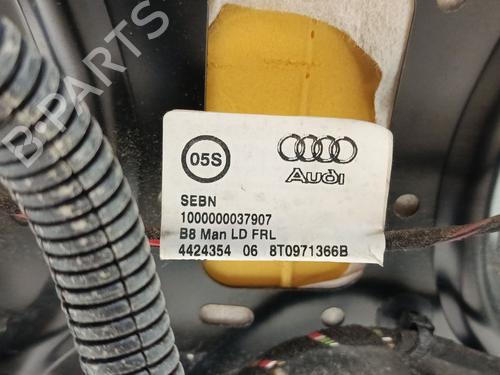 05S
Audi
SEBN
1000000037907
B8 Man LD FRL
4424354 06 8T0971366B
B-PARTS